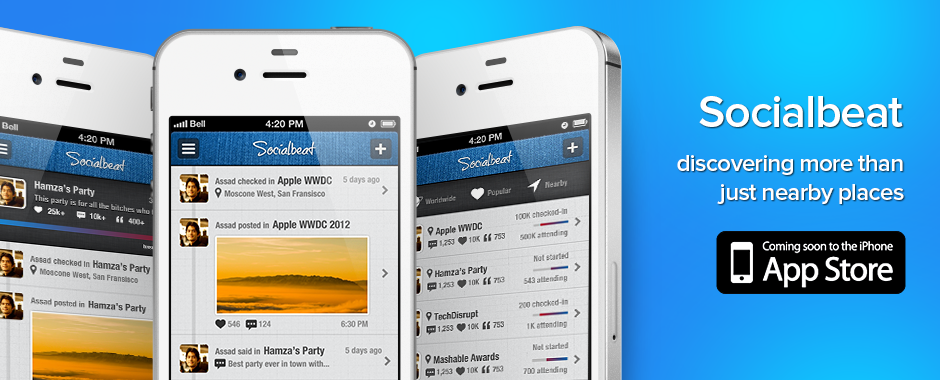 Bell
4:20 PM
Socialbeat
Hamza's Party
This party is for all the bitches who
25k+ 10k+ 400+
Assad checked in Hamza's Party
Moscone West, San Francisco
Assad posted in Hamza's Party
Bell 4:20 PM
Socialbeat
Assad checked in Apple WWDC 5 days ago
Moscone West, San Francisco
Assad posted in Apple WWDC 2012
546 124 6:30 PM
Assad said in Hamza's Party 5 days ago
Best party ever in town with...
4:20 PM
Socialbeat
Worldwide Popular Nearby
Apple WWDC 100K checked-in
1,253 10K 753 500K attending
Hamza's Party Not started
1,253 10K 753 543 attending
TechDisrupt 200 checked-in
1,253 10K 753 1K attending
Mashable Awards Not started
1,253 10K 753 700 attending
Socialbeat
discovering more than
just nearby places
Coming soon to the iPhone
App Store